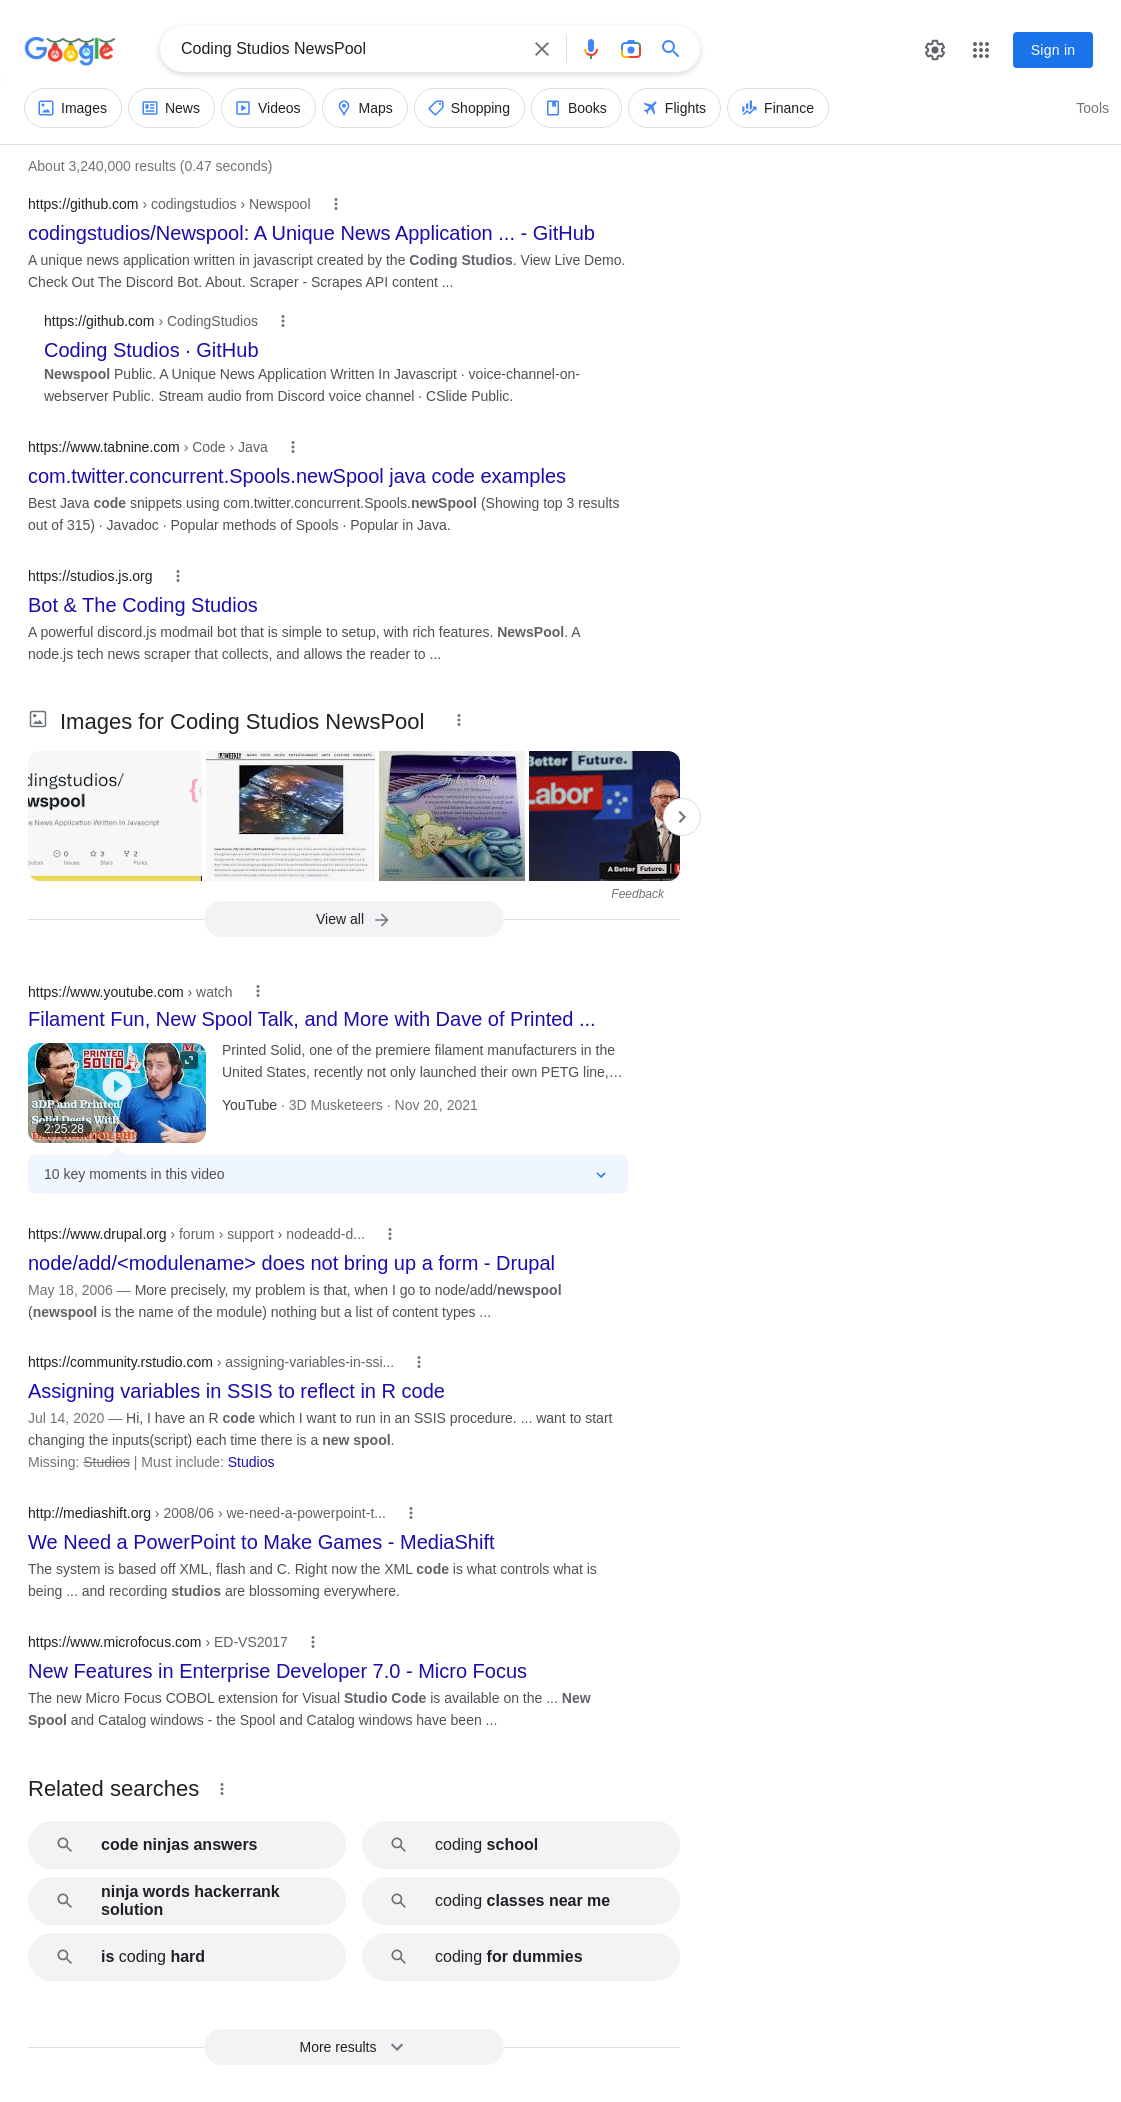 Google
Coding Studios NewsPool
Sign in
Images
News
Videos
Maps
Shopping
Books
Flights
Finance
Tools
About 3,240,000 results (0.47 seconds)
https://github.com › codingstudios › Newspool
codingstudios/Newspool: A Unique News Application ... - GitHub
A unique news application written in javascript created by the Coding Studios. View Live Demo.
Check Out The Discord Bot. About. Scraper - Scrapes API content ...
https://github.com › CodingStudios
Coding Studios · GitHub
Newspool Public. A Unique News Application Written In Javascript · voice-channel-on-
webserver Public. Stream audio from Discord voice channel · CSlide Public.
https://www.tabnine.com › Code › Java
com.twitter.concurrent.Spools.newSpool java code examples
Best Java code snippets using com.twitter.concurrent.Spools.newSpool (Showing top 3 results
out of 315) · Javadoc · Popular methods of Spools · Popular in Java.
https://studios.js.org
Bot & The Coding Studios
A powerful discord.js modmail bot that is simple to setup, with rich features. NewsPool. A
node.js tech news scraper that collects, and allows the reader to ...
Images for Coding Studios NewsPool
dingstudios/
wspool
e News Application Written In Javascript
0
3
2
Issues
Stars
Forks
Tinker Bell
Better Future.
Labor
A Better Future.
Feedback
View all
https://www.youtube.com › watch
Filament Fun, New Spool Talk, and More with Dave of Printed ...
PRINTED
SOLID
3DP and Printed
Solid Deets With
2:25:28
Printed Solid, one of the premiere filament manufacturers in the
United States, recently not only launched their own PETG line,…
YouTube · 3D Musketeers · Nov 20, 2021
10 key moments in this video
https://www.drupal.org › forum › support › nodeadd-d...
node/add/<modulename> does not bring up a form - Drupal
May 18, 2006 — More precisely, my problem is that, when I go to node/add/newspool
(newspool is the name of the module) nothing but a list of content types ...
https://community.rstudio.com › assigning-variables-in-ssi...
Assigning variables in SSIS to reflect in R code
Jul 14, 2020 — Hi, I have an R code which I want to run in an SSIS procedure. ... want to start
changing the inputs(script) each time there is a new spool.
Missing: Studios | Must include: Studios
http://mediashift.org › 2008/06 › we-need-a-powerpoint-t...
We Need a PowerPoint to Make Games - MediaShift
The system is based off XML, flash and C. Right now the XML code is what controls what is
being ... and recording studios are blossoming everywhere.
https://www.microfocus.com › ED-VS2017
New Features in Enterprise Developer 7.0 - Micro Focus
The new Micro Focus COBOL extension for Visual Studio Code is available on the ... New
Spool and Catalog windows - the Spool and Catalog windows have been ...
Related searches
code ninjas answers
coding school
ninja words hackerrank
solution
coding classes near me
is coding hard
coding for dummies
More results